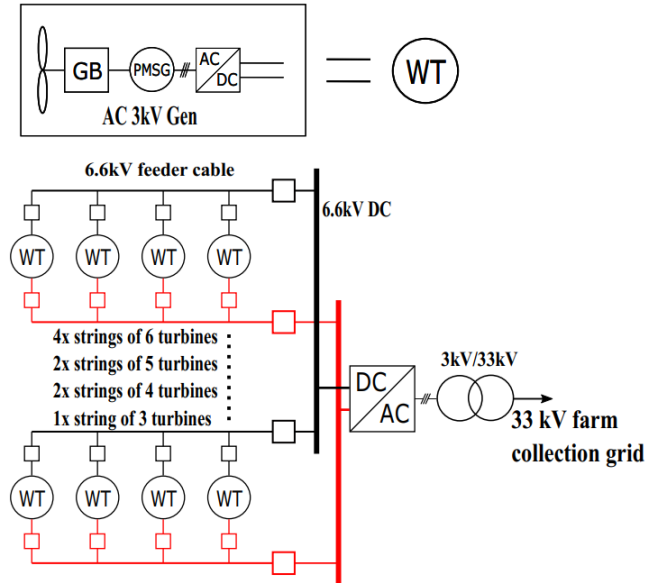 GB
PMSG
AC
DC
AC 3kV Gen
WT
6.6kV feeder cable
6.6kV DC
WT WT WT WT
4x strings of 6 turbines
2x strings of 5 turbines
2x strings of 4 turbines
1x string of 3 turbines
DC
AC
3kV/33kV
33 kV farm
collection grid
WT WT WT WT